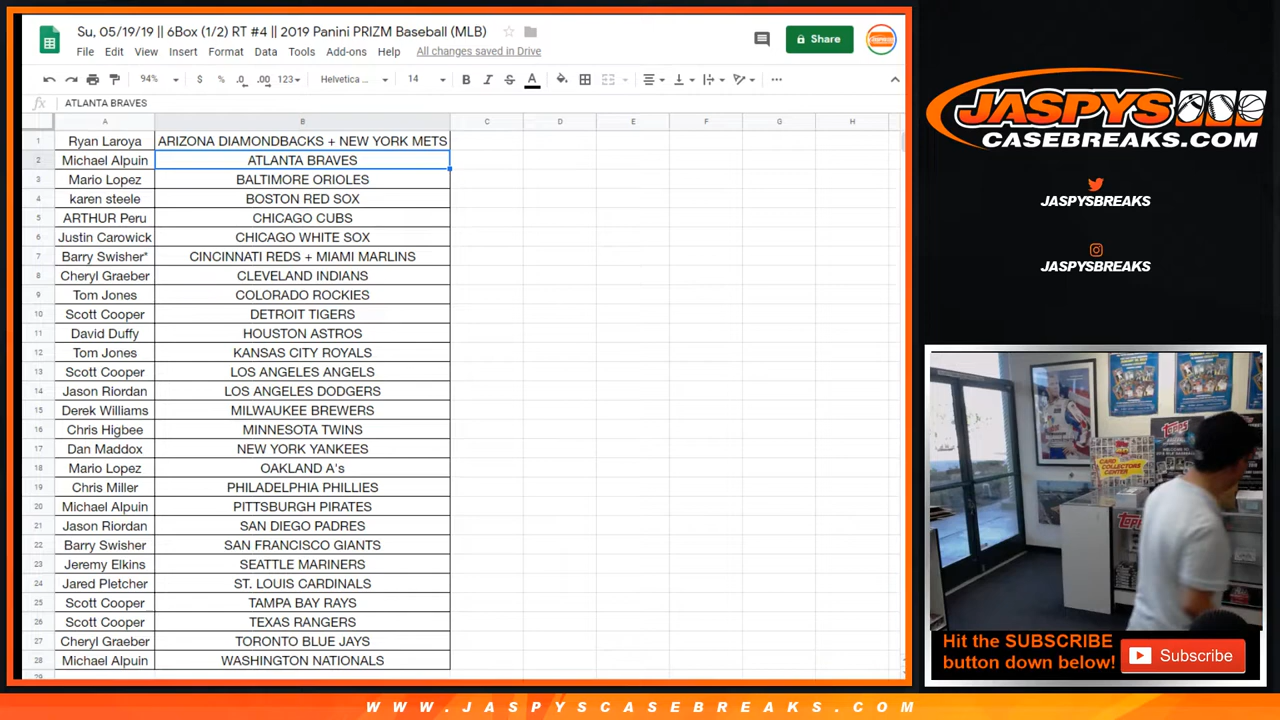 Su, 05/19/19 || 6Box (1/2) RT #4 || 2019 Panini PRIZM Baseball (MLB)
File Edit View Insert Format Data Tools Add-ons Help All changes saved in Drive
Share
94% $ % .0 .00 123 Helvetica ... 14 B I S A
fx ATLANTA BRAVES
A B C D E F G H
1 Ryan Laroya ARIZONA DIAMONDBACKS + NEW YORK METS
2 Michael Alpuin ATLANTA BRAVES
3 Mario Lopez BALTIMORE ORIOLES
4 karen steele BOSTON RED SOX
5 ARTHUR Peru CHICAGO CUBS
6 Justin Carowick CHICAGO WHITE SOX
7 Barry Swisher* CINCINNATI REDS + MIAMI MARLINS
8 Cheryl Graeber CLEVELAND INDIANS
9 Tom Jones COLORADO ROCKIES
10 Scott Cooper DETROIT TIGERS
11 David Duffy HOUSTON ASTROS
12 Tom Jones KANSAS CITY ROYALS
13 Scott Cooper LOS ANGELES ANGELS
14 Jason Riordan LOS ANGELES DODGERS
15 Derek Williams MILWAUKEE BREWERS
16 Chris Higbee MINNESOTA TWINS
17 Dan Maddox NEW YORK YANKEES
18 Mario Lopez OAKLAND A's
19 Chris Miller PHILADELPHIA PHILLIES
20 Michael Alpuin PITTSBURGH PIRATES
21 Jason Riordan SAN DIEGO PADRES
22 Barry Swisher SAN FRANCISCO GIANTS
23 Jeremy Elkins SEATTLE MARINERS
24 Jared Pletcher ST. LOUIS CARDINALS
25 Scott Cooper TAMPA BAY RAYS
26 Scott Cooper TEXAS RANGERS
27 Cheryl Graeber TORONTO BLUE JAYS
28 Michael Alpuin WASHINGTON NATIONALS
29
JASPYS
CASEBREAKS.COM
JASPYSBREAKS
JASPYSBREAKS
TOPPS
CARD
COLLECTORS
CENTER
TOPPS
Hit the SUBSCRIBE
button down below!
Subscribe
WWW.JASPYSCASEBREAKS.COM